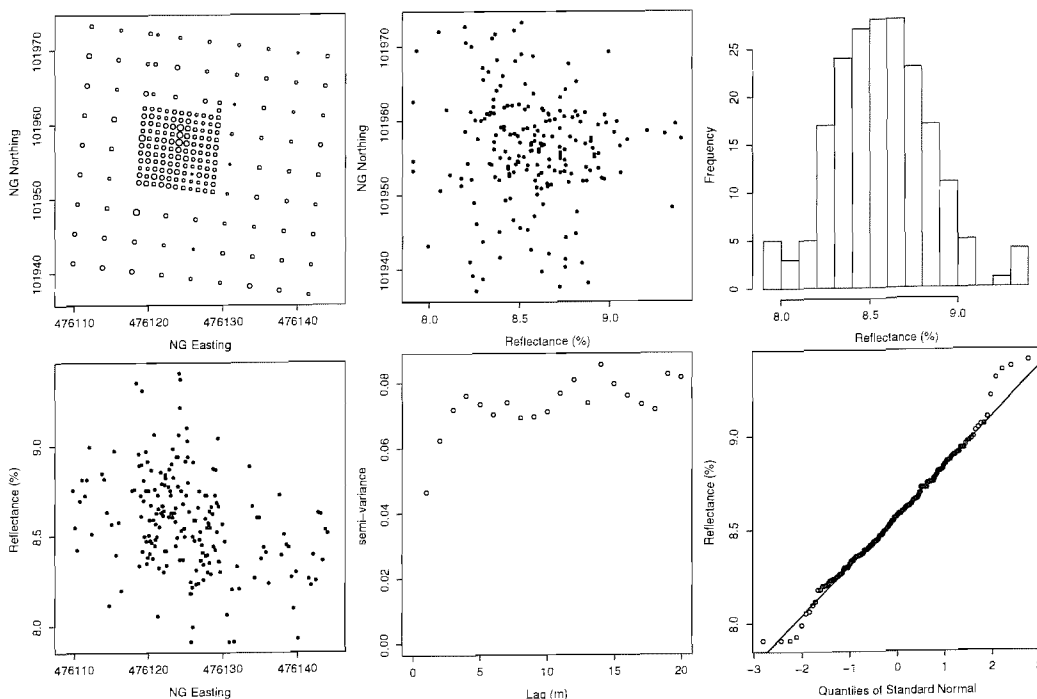 NG Northing
101970
101960
101950
101940
476110 476120 476130 476140
NG Easting
NG Northing
101970
101960
101950
101940
8.0 8.5 9.0
Reflectance (%)
Frequency
25
20
15
10
5
0
8.0 8.5 9.0
Reflectance (%)
Reflectance (%)
9.0
8.5
8.0
476110 476120 476130 476140
NG Easting
semi-variance
0.08
0.06
0.04
0.02
0.00
0 5 10 15 20
Lag (m)
Reflectance (%)
9.0
8.5
8.0
-3 -2 -1 0 1 2 3
Quantiles of Standard Normal